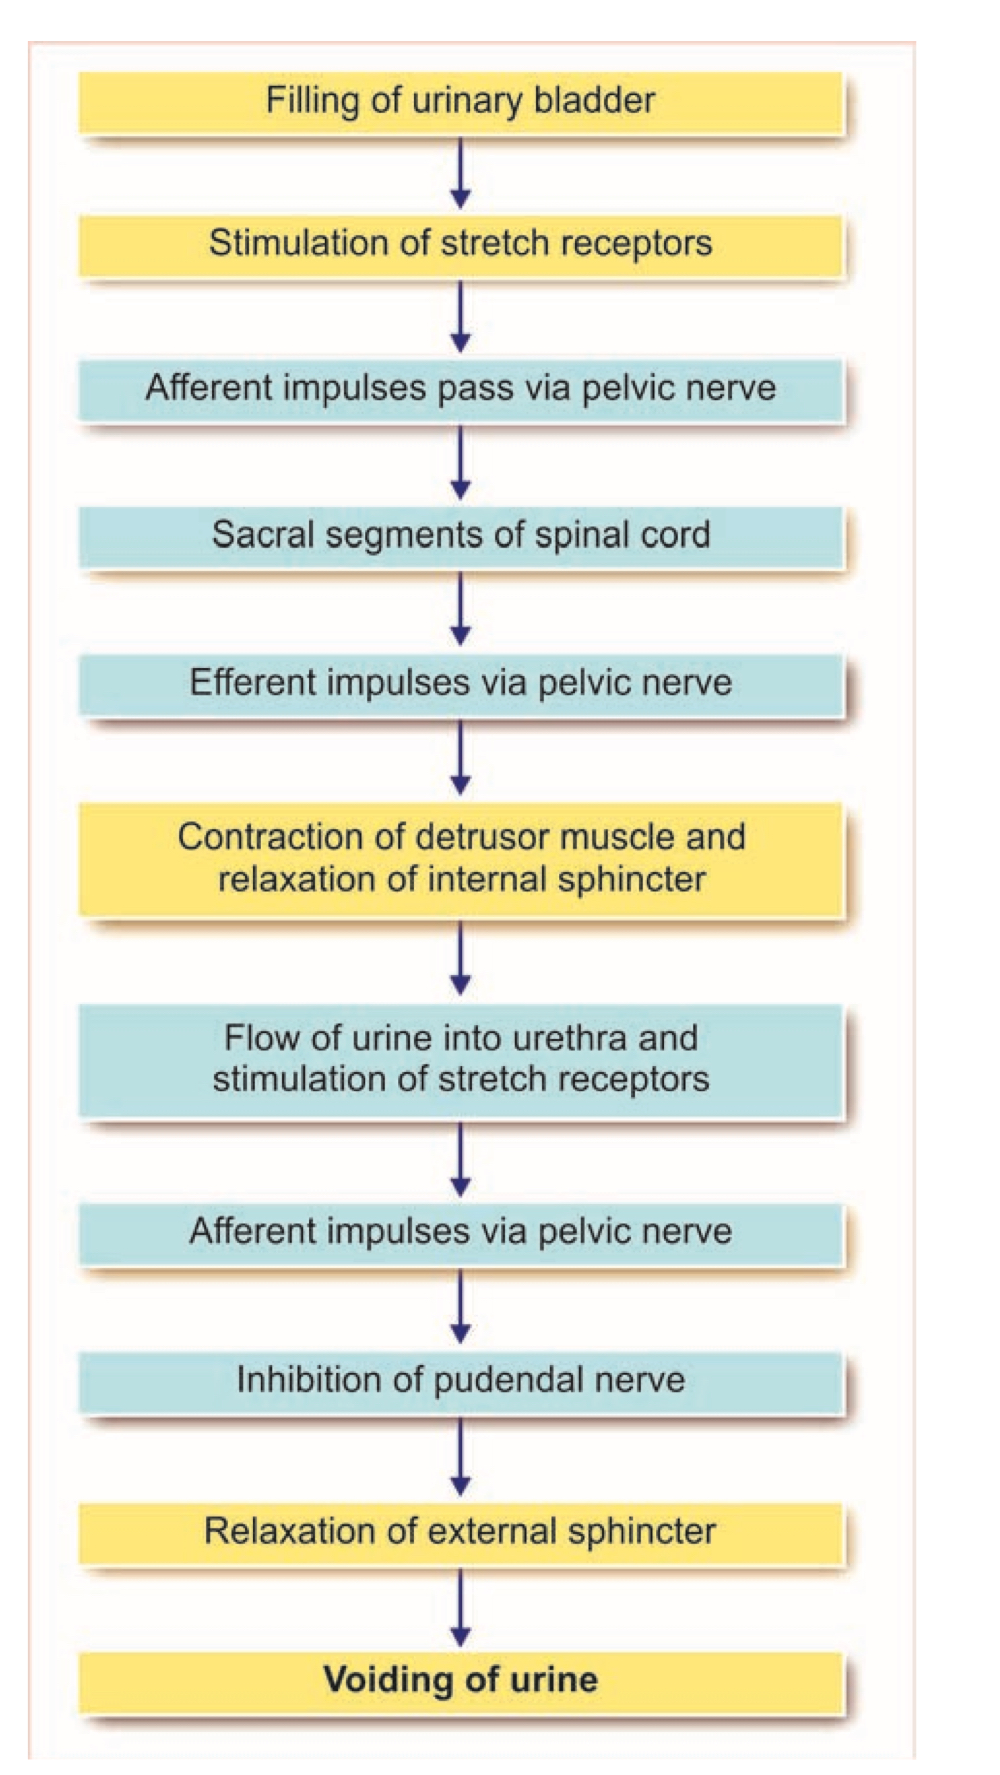 Filling of urinary bladder
Stimulation of stretch receptors
Afferent impulses pass via pelvic nerve
Sacral segments of spinal cord
Efferent impulses via pelvic nerve
Contraction of detrusor muscle and
relaxation of internal sphincter
Flow of urine into urethra and
stimulation of stretch receptors
Afferent impulses via pelvic nerve
Inhibition of pudendal nerve
Relaxation of external sphincter
Voiding of urine